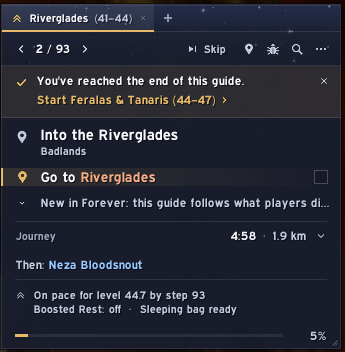 Riverglades (41–44)
2 / 93
Skip
You've reached the end of this guide.
Start Feralas & Tanaris (44–47)
Into the Riverglades
Badlands
Go to Riverglades
New in Forever: this guide follows what players di...
Journey 4:58 · 1.9 km
Then: Neza Bloodsnout
On pace for level 44.7 by step 93
Boosted Rest: off · Sleeping bag ready
5%